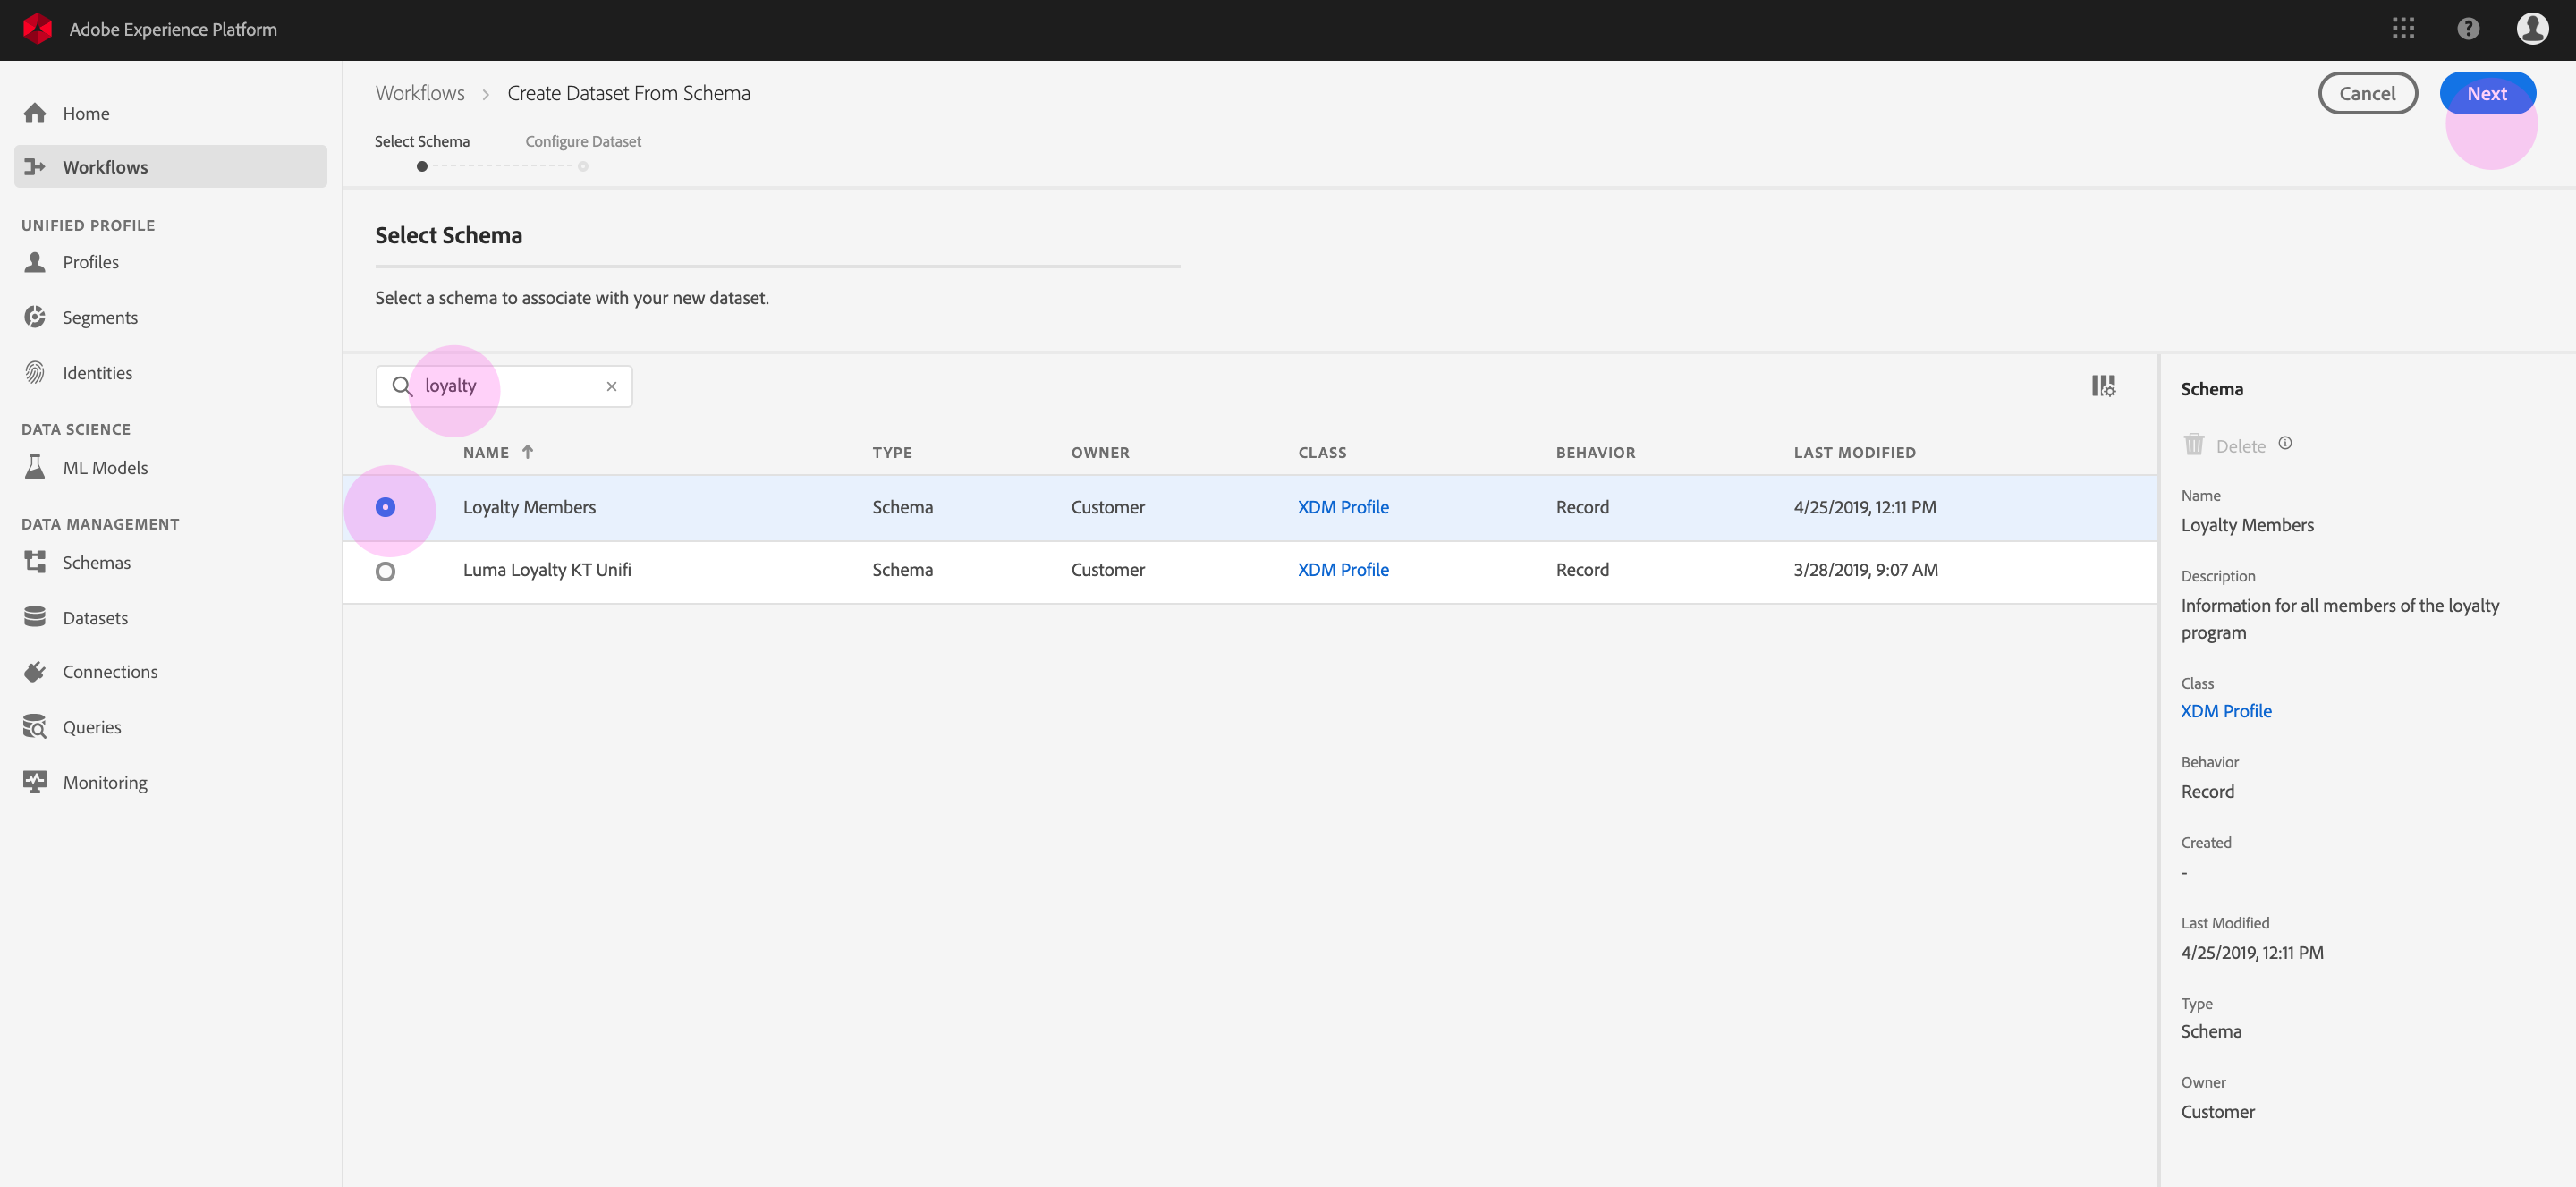 Adobe Experience Platform
Home
Workflows
UNIFIED PROFILE
Profiles
Segments
Identities
DATA SCIENCE
ML Models
DATA MANAGEMENT
Schemas
Datasets
Connections
Queries
Monitoring
Workflows > Create Dataset From Schema
Cancel
Next
Select Schema
Configure Dataset
Select Schema
Select a schema to associate with your new dataset.
loyalty
NAME TYPE OWNER CLASS BEHAVIOR LAST MODIFIED
Loyalty Members Schema Customer XDM Profile Record 4/25/2019, 12:11 PM
Luma Loyalty KT Unifi Schema Customer XDM Profile Record 3/28/2019, 9:07 AM
Schema
Delete
Name
Loyalty Members
Description
Information for all members of the loyalty
program
Class
XDM Profile
Behavior
Record
Created
-
Last Modified
4/25/2019, 12:11 PM
Type
Schema
Owner
Customer